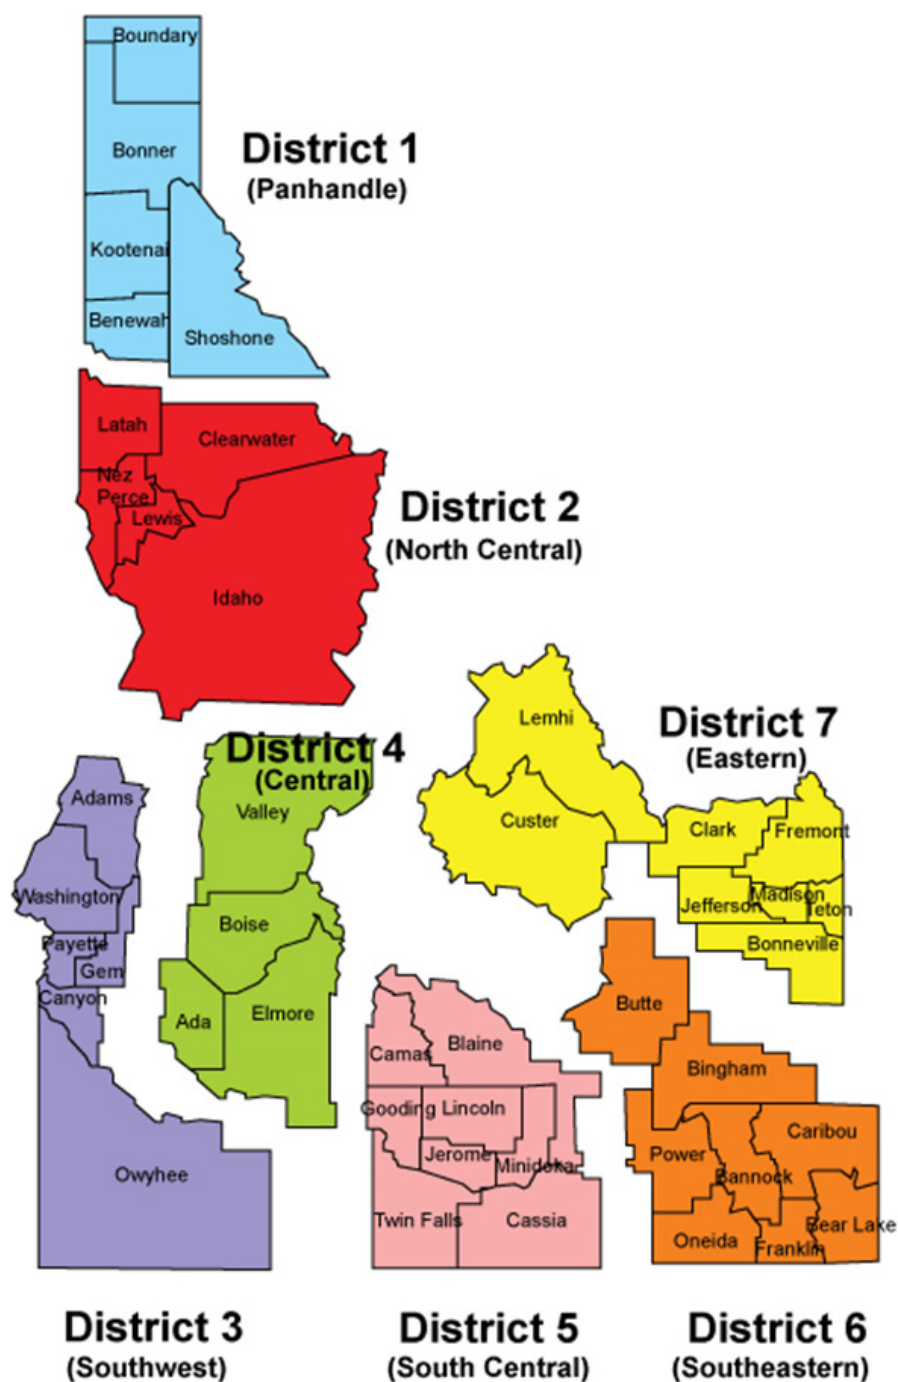 Boundary
Bonner
District 1
(Panhandle)
Kootenai
Benewah
Shoshone
Latah
Clearwater
Nez
Perce
Lewis
District 2
(North Central)
Idaho
Lemhi
District 7
(Eastern)
Custer
Clark
Fremont
Jefferson
Madison
Teton
Bonneville
District 4
(Central)
Valley
Boise
Ada
Elmore
Adams
Washington
Payette
Gem
Canyon
Owyhee
Blaine
Camas
Gooding
Lincoln
Jerome
Minidoka
Twin Falls
Cassia
Butte
Bingham
Power
Bannock
Caribou
Oneida
Franklin
Bear Lake
District 3
(Southwest)
District 5
(South Central)
District 6
(Southeastern)